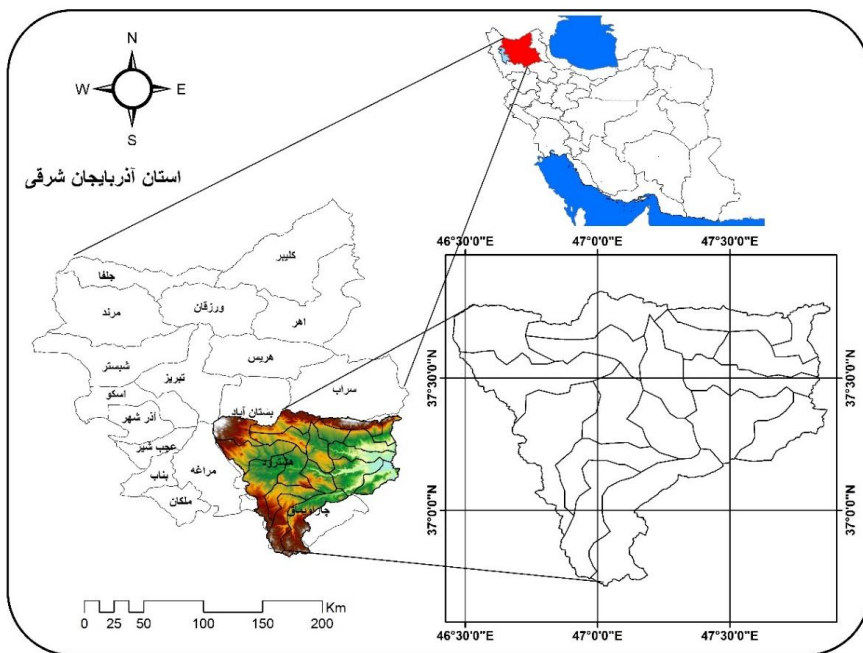 N
W E
S
استان آذربایجان شرقی
کلیبر
جلفا
مرند
ورزقان
اهر
هریس
شبستر
تبریز
سراب
اسکو
بستان آباد
آذر شهر
عجب شیر
هشترود
مراغه
بناب
ملکان
چاراویماق
0 25 50 100 150 200
Km
46°30'0"E 47°0'0"E 47°30'0"E
37°30'0"N 37°30'0"N
37°0'0"N 37°0'0"N
46°30'0"E 47°0'0"E 47°30'0"E